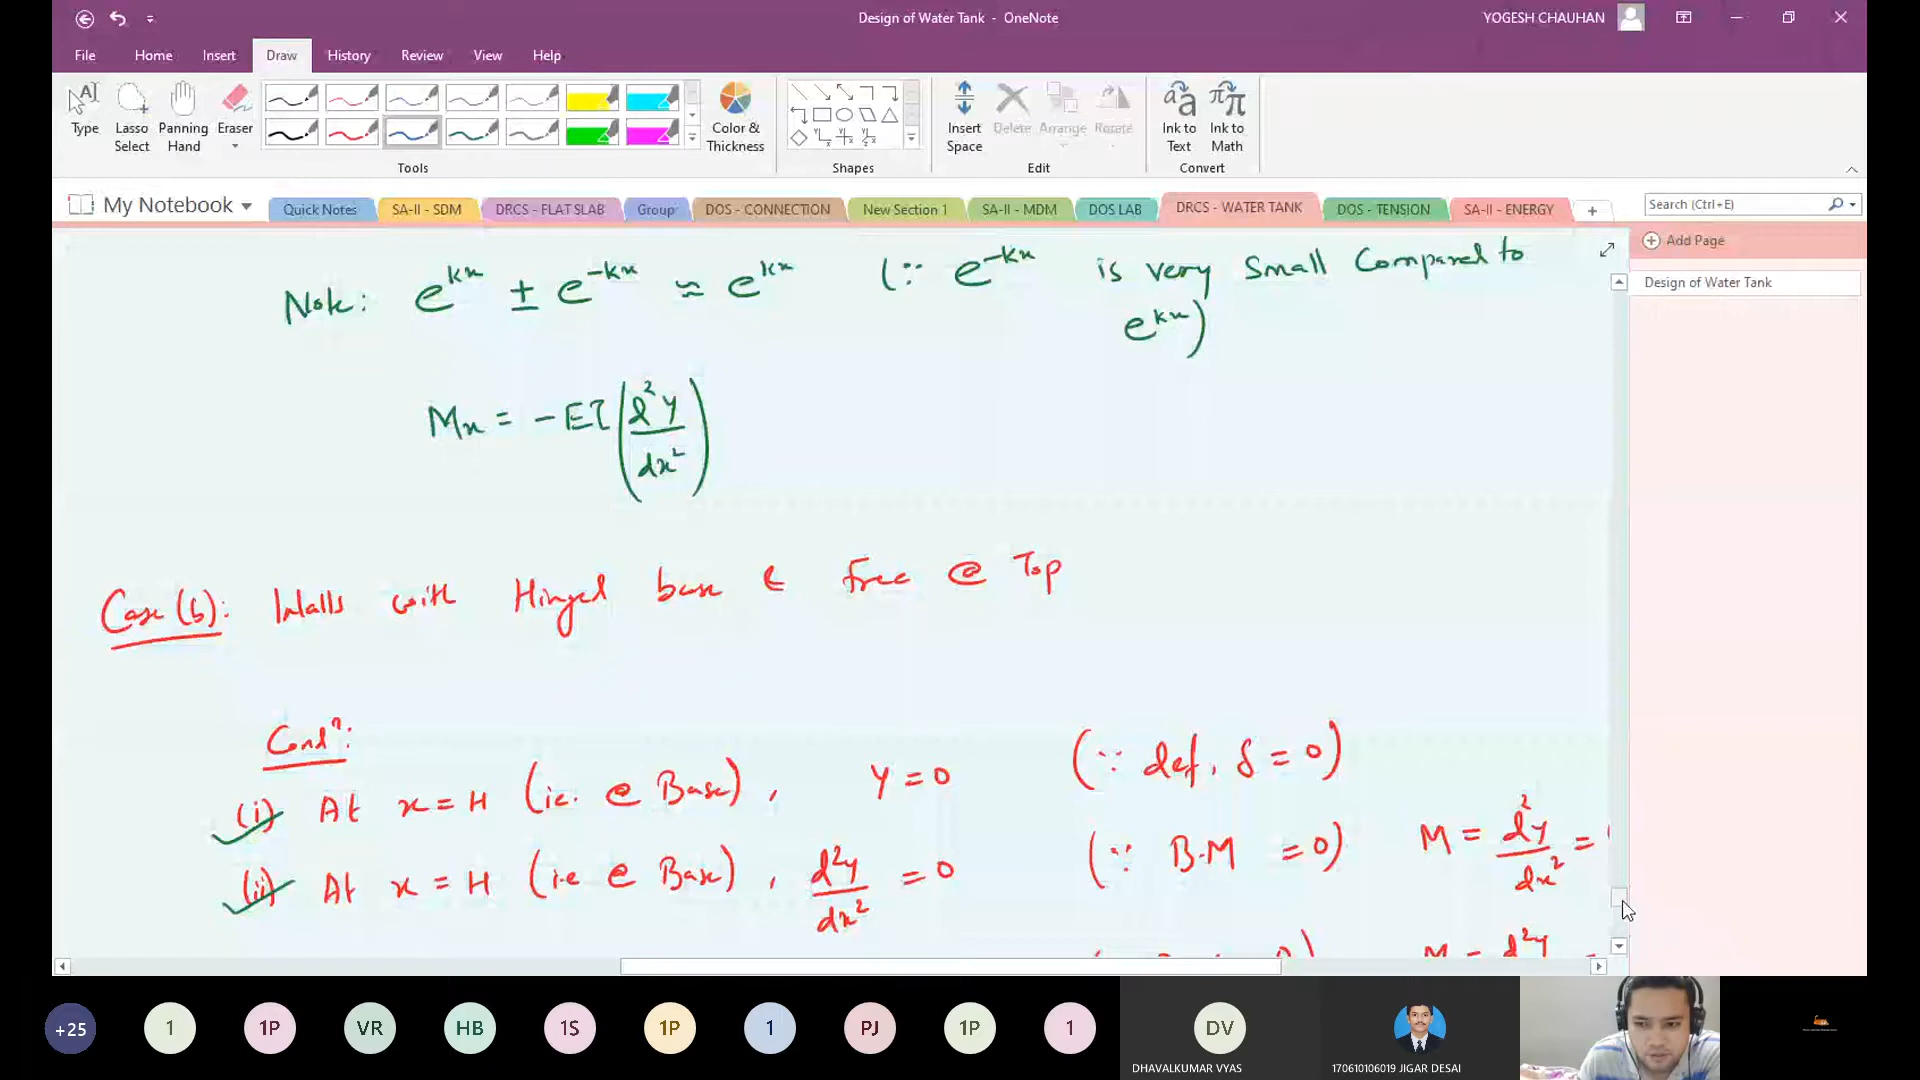 Design of Water Tank - OneNote
YOGESH CHAUHAN
File Home Insert Draw History Review View Help
Type
Lasso Select
Panning Hand
Eraser
Color & Thickness
Insert Space
Delete
Arrange
Rotate
Ink to Text
Ink to Math
Tools
Shapes
Edit
Convert
My Notebook
Quick Notes
SA-II - SDM
DRCS - FLAT SLAB
Group
DOS - CONNECTION
New Section 1
SA-II - MDM
DOS LAB
DRCS - WATER TANK
DOS - TENSION
SA-II - ENERGY
Search (Ctrl+E)
Add Page
Design of Water Tank
Note: e^kx ± e^-kx ≈ e^kx (∵ e^-kx is very small compared to
e^kx)
Mx = -EI (d²y/dx²)
Case (b): Walls with Hinged base & free @ Top
Condⁿ:
(i) At x = H (ie. @ Base), y = 0 (∵ def, δ = 0)
(ii) At x = H (i.e @ Base), d²y/dx² = 0 (∵ B.M = 0) M = d²y/dx² =
M = d²y
+25
1
1P
VR
HB
1S
1P
1
PJ
1P
1
DV
DHAVALKUMAR VYAS
170610106019 JIGAR DESAI